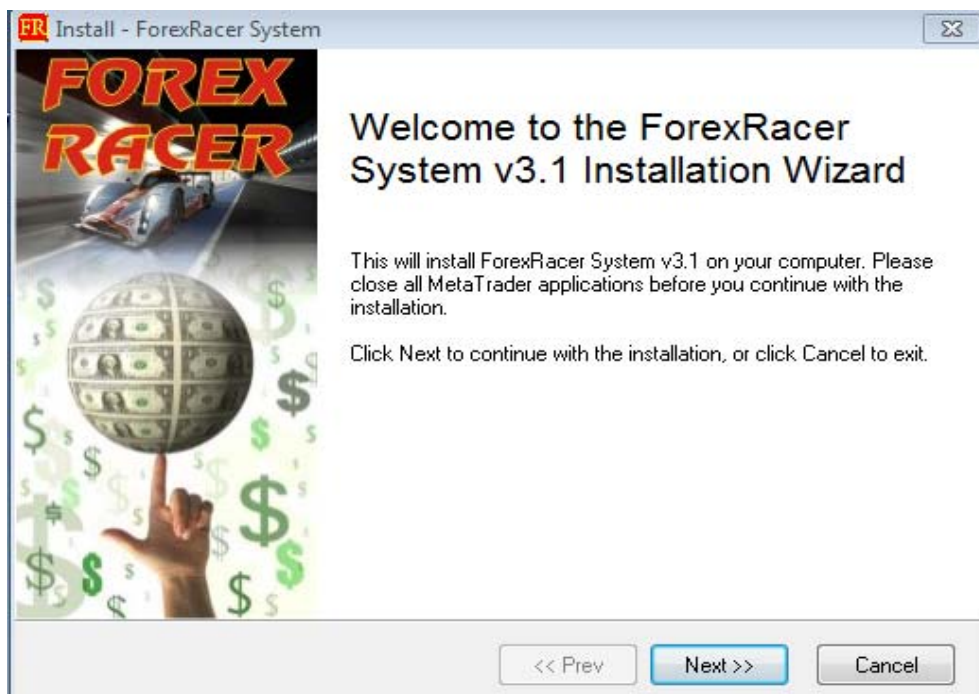 FR Install - ForexRacer System
FOREX
RACER
Welcome to the ForexRacer
System v3.1 Installation Wizard
This will install ForexRacer System v3.1 on your computer. Please
close all MetaTrader applications before you continue with the
installation.
Click Next to continue with the installation, or click Cancel to exit.
<< Prev
Next >>
Cancel